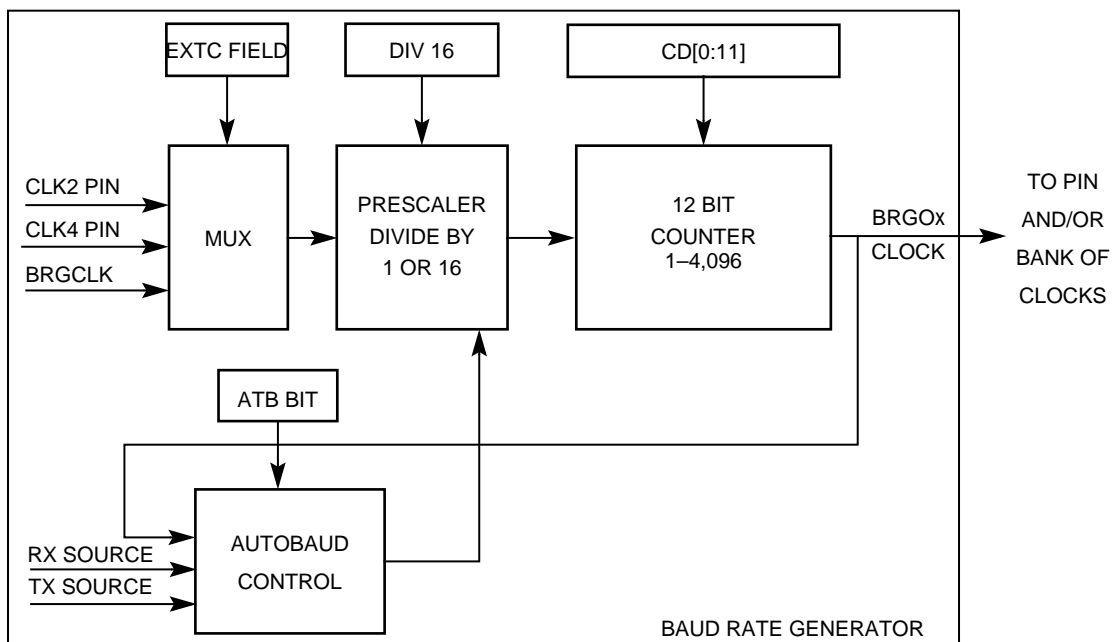 EXTC FIELD
DIV 16
CD[0:11]
CLK2 PIN
CLK4 PIN
BRGCLK
MUX
PRESCALER
DIVIDE BY
1 OR 16
12 BIT
COUNTER
1–4,096
BRGOx
CLOCK
TO PIN
AND/OR
BANK OF
CLOCKS
ATB BIT
RX SOURCE
TX SOURCE
AUTOBAUD
CONTROL
BAUD RATE GENERATOR